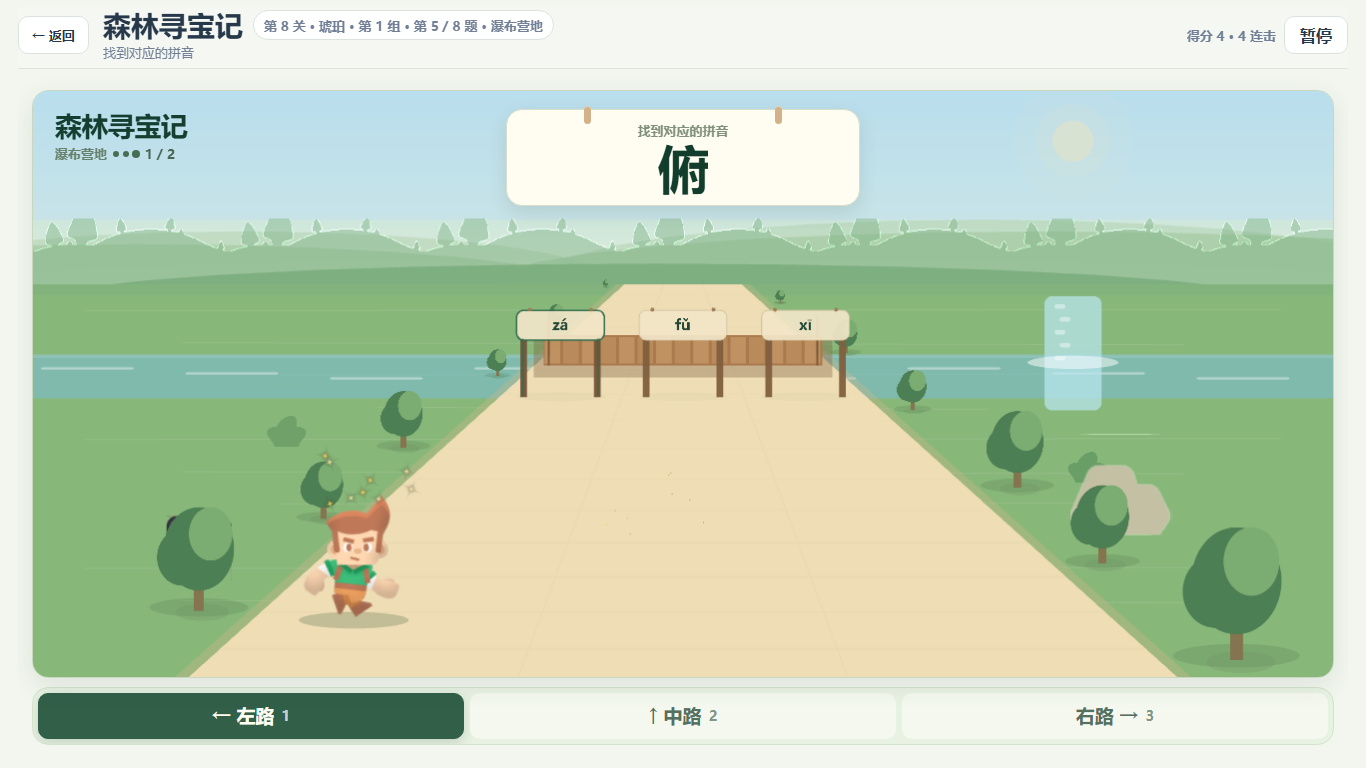 ← 返回
森林寻宝记
第 8 关 • 琥珀 • 第 1 组 • 第 5 / 8 题 • 瀑布营地
找到对应的拼音
得分 4 • 4 连击
暂停
森林寻宝记
瀑布营地 ●●● 1 / 2
找到对应的拼音
俯
zá
fǔ
xī
← 左路 1
↑ 中路 2
右路 → 3